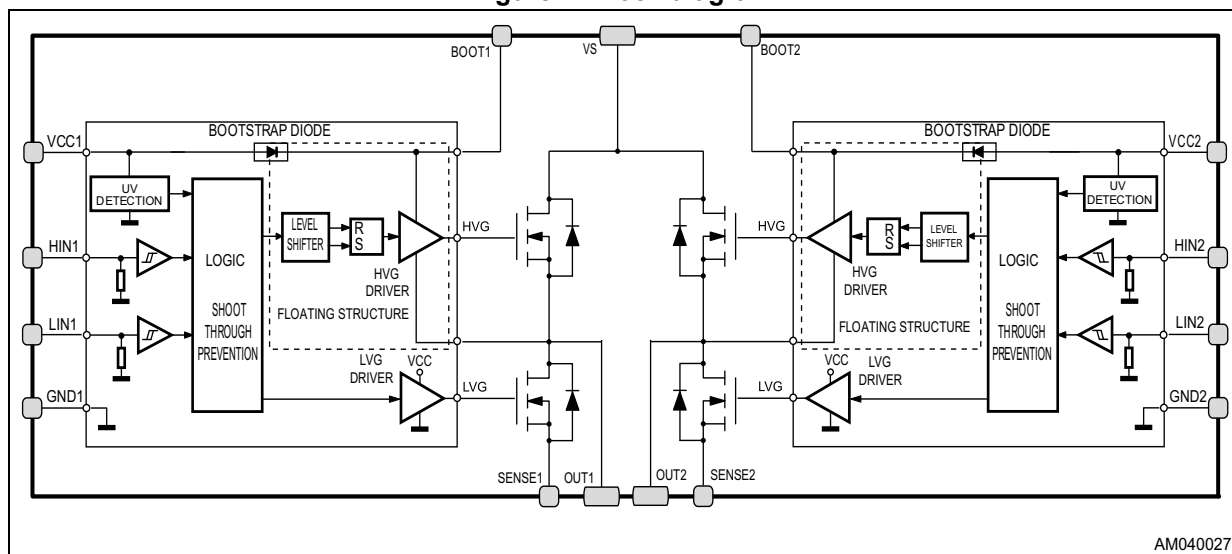 BOOT1
VS
BOOT2
BOOTSTRAP DIODE
VCC1
UV
DETECTION
HIN1
LIN1
GND1
LOGIC
SHOOT
THROUGH
PREVENTION
LEVEL
SHIFTER
R
S
HVG
DRIVER
FLOATING STRUCTURE
HVG
LVG
DRIVER
VCC
LVG
BOOTSTRAP DIODE
VCC2
UV
DETECTION
HIN2
LIN2
GND2
LOGIC
SHOOT
THROUGH
PREVENTION
LEVEL
SHIFTER
R
S
HVG
DRIVER
FLOATING STRUCTURE
HVG
VCC
LVG
DRIVER
LVG
SENSE1
OUT1
OUT2
SENSE2
AM040027